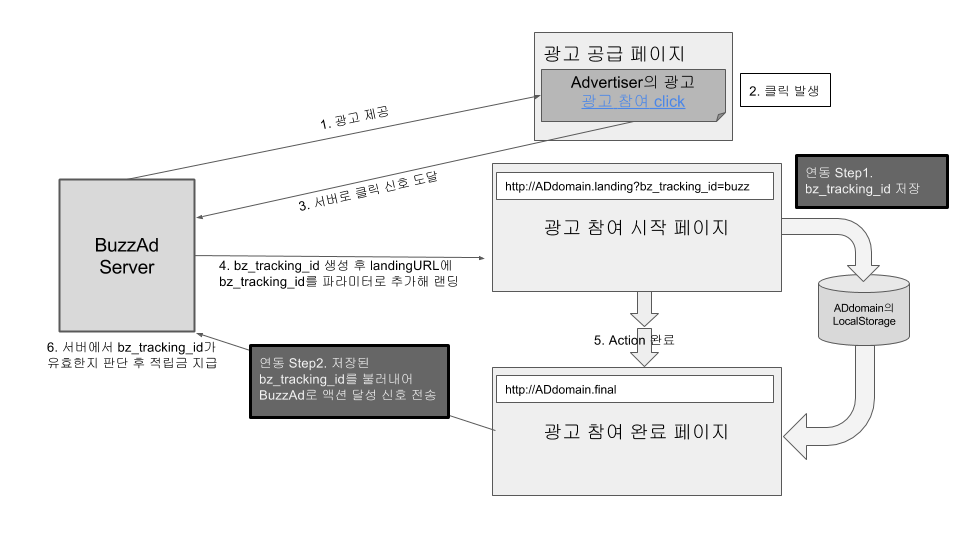 광고 공급 페이지
Advertiser의 광고
광고 참여 click
2. 클릭 발생
1. 광고 제공
3. 서버로 클릭 신호 도달
http://ADdomain.landing?bz_tracking_id=buzz
광고 참여 시작 페이지
연동 Step1.
bz_tracking_id 저장
BuzzAd
Server
4. bz_tracking_id 생성 후 landingURL에
bz_tracking_id를 파라미터로 추가해 랜딩
ADdomain의
LocalStorage
5. Action 완료
6. 서버에서 bz_tracking_id가
유효한지 판단 후 적립금 지급
연동 Step2. 저장된
bz_tracking_id를 불러내어
BuzzAd로 액션 달성 신호 전송
http://ADdomain.final
광고 참여 완료 페이지